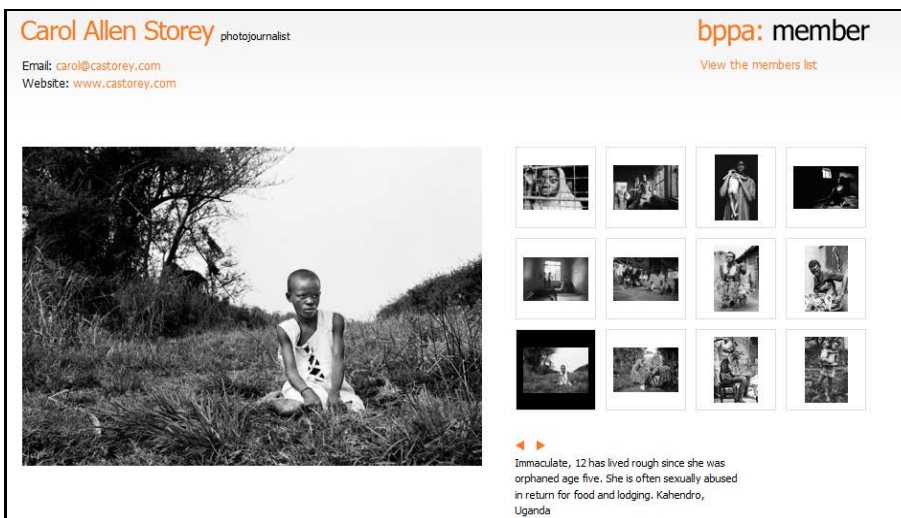 Carol Allen Storey photojournalist
bppa: member
Email: carol@castorey.com
View the members list
Website: www.castorey.com
Immaculate, 12 has lived rough since she was
orphaned age five. She is often sexually abused
in return for food and lodging. Kahendro,
Uganda